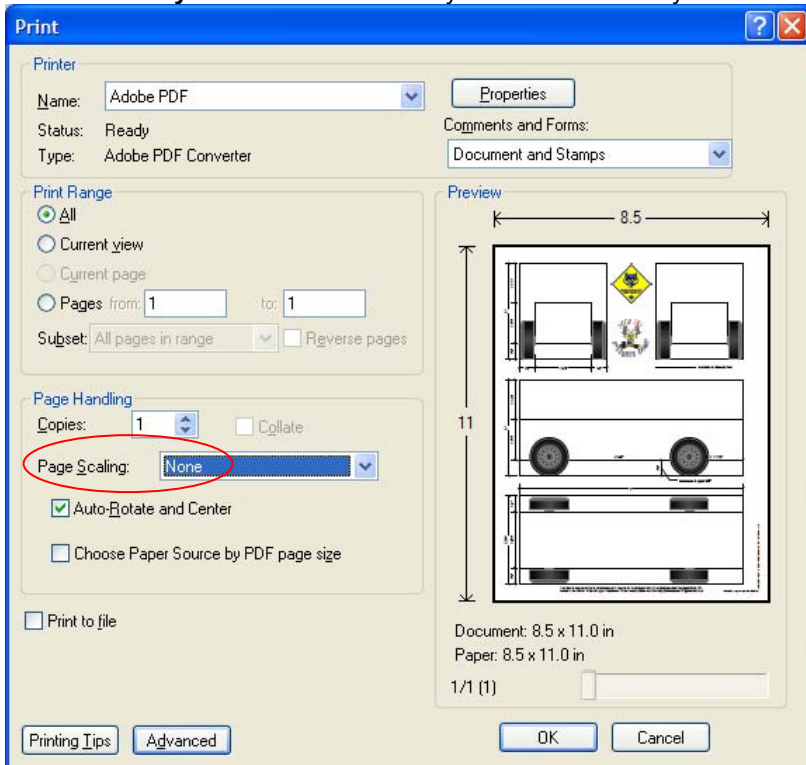 Print
Printer
Name: Adobe PDF
Properties
Status: Ready
Comments and Forms:
Type: Adobe PDF Converter
Document and Stamps
Print Range
All
Current view
Current page
Pages from: 1 to: 1
Subset: All pages in range Reverse pages
Page Handling
Copies: 1 Collate
Page Scaling: None
Auto-Rotate and Center
Choose Paper Source by PDF page size
Print to file
Preview
8.5
11
Document: 8.5 x 11.0 in
Paper: 8.5 x 11.0 in
1/1 (1)
Printing Tips Advanced OK Cancel